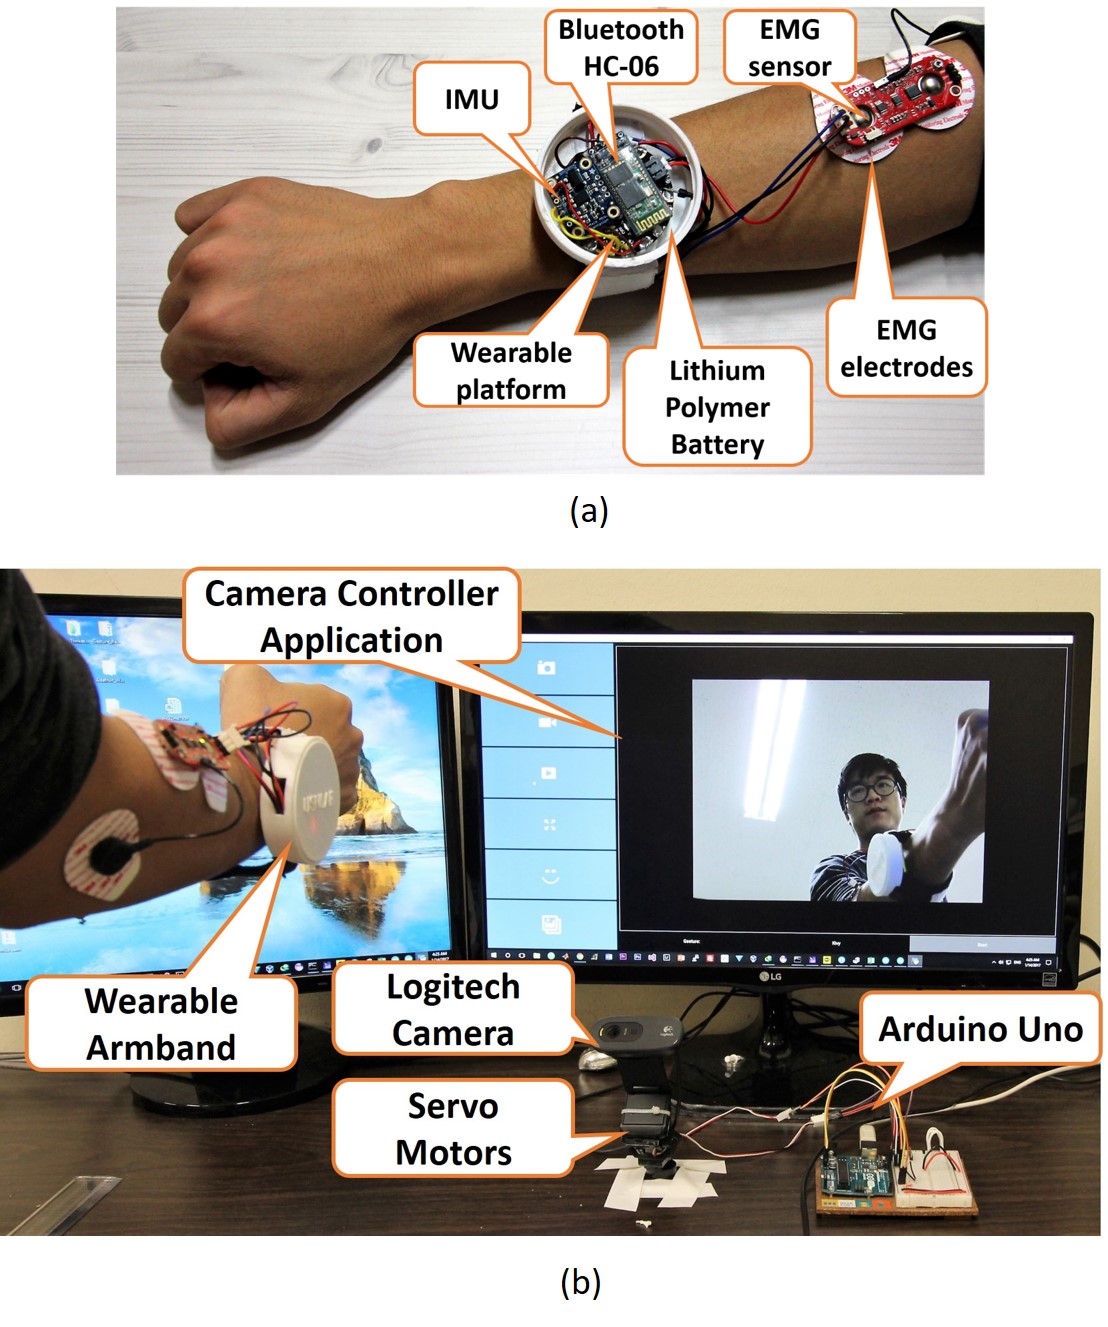 Bluetooth
HC-06
EMG
sensor
IMU
Wearable
platform
Lithium
Polymer
Battery
EMG
electrodes
(a)
Camera Controller
Application
Gesture:
LG
Wearable
Armband
Logitech
Camera
Arduino Uno
Servo
Motors
(b)